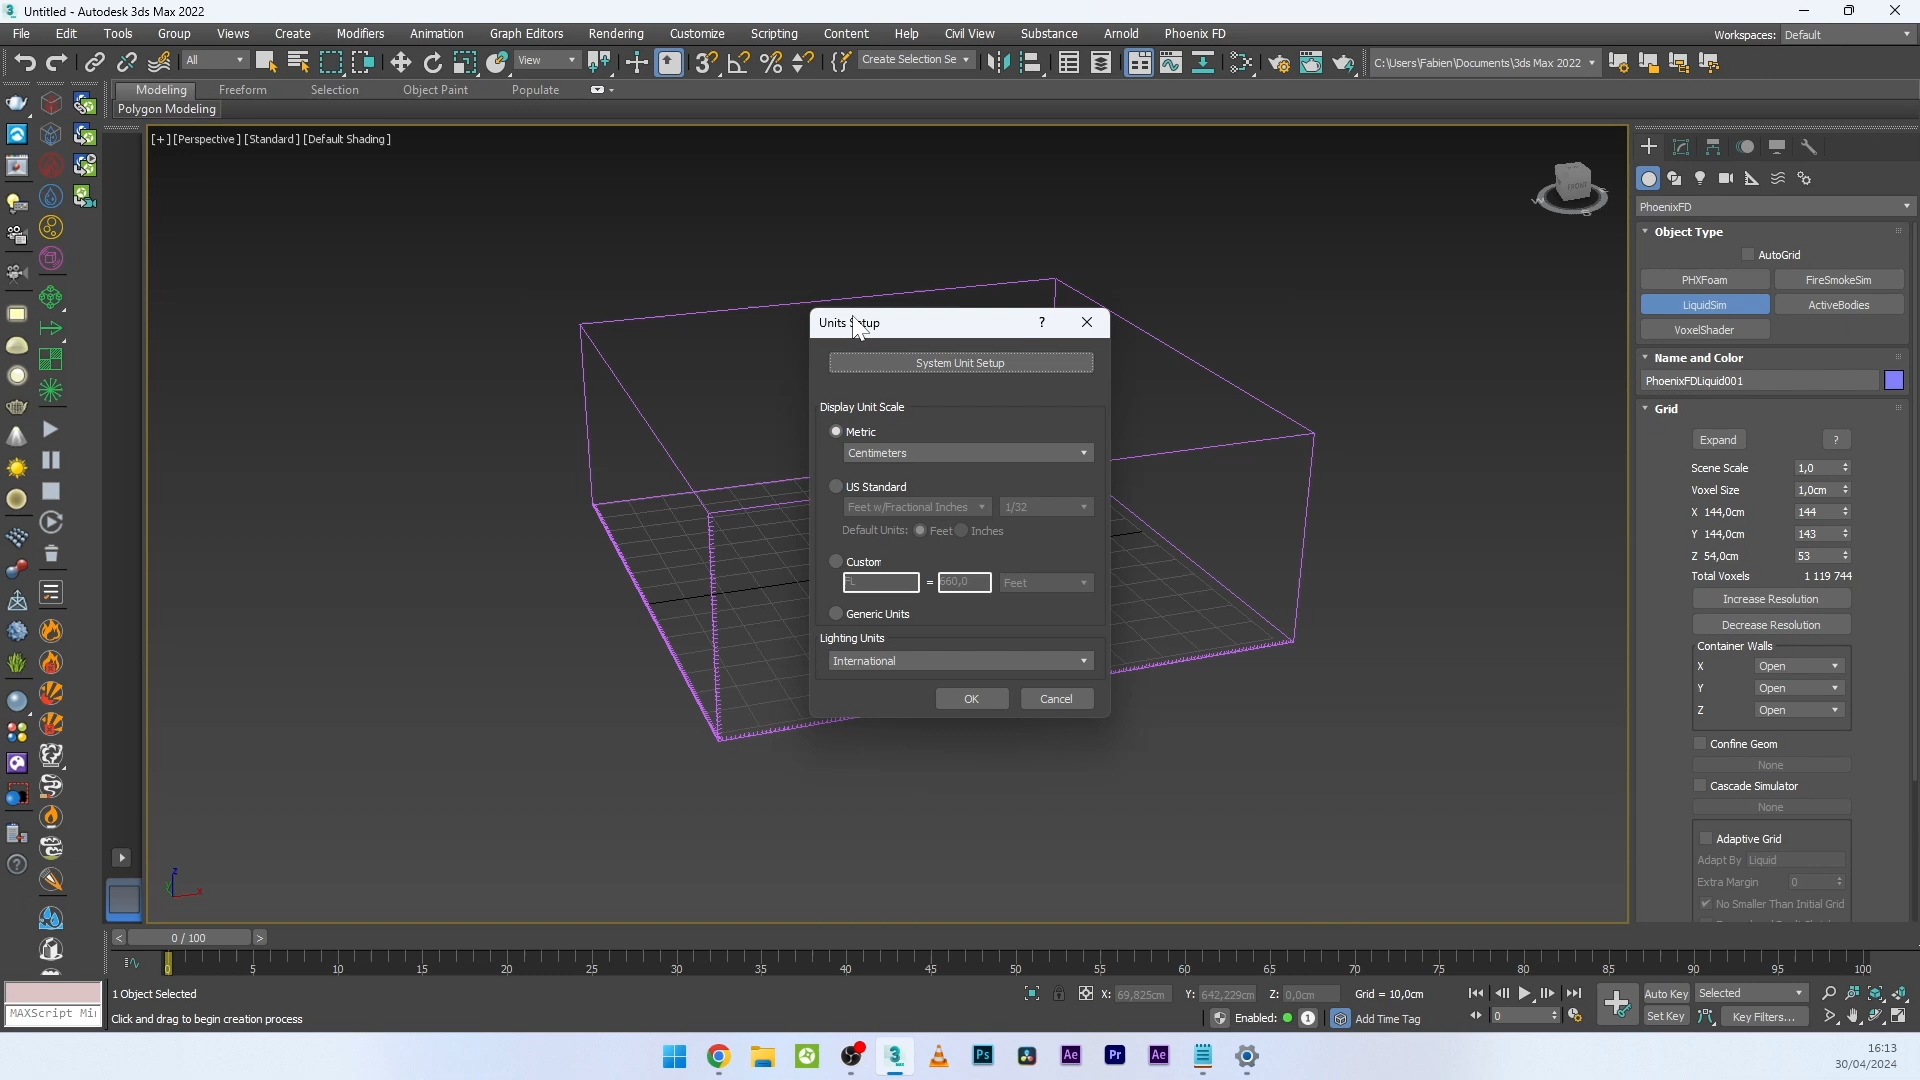 Untitled - Autodesk 3ds Max 2022
File Edit Tools Group Views Create Modifiers Animation Graph Editors Rendering Customize Scripting Content Help Civil View Substance Arnold Phoenix FD Workspaces: Default
All View Create Selection Se C:\Users\Fabien\Documents\3ds Max 2022
Modeling Freeform Selection Object Paint Populate
Polygon Modeling
[+] [Perspective] [Standard] [Default Shading]
FRONT
PhoenixFD
Object Type
AutoGrid
PHXFoam FireSmokeSim
LiquidSim ActiveBodies
VoxelShader
Name and Color
PhoenixFDLiquid001
Grid
Expand ?
Scene Scale 1,0
Voxel Size 1,0cm
X 144,0cm 144
Y 144,0cm 143
Z 54,0cm 53
Total Voxels 1 119 744
Increase Resolution
Decrease Resolution
Container Walls
X Open
Y Open
Z Open
Confine Geom
None
Cascade Simulator
None
Adaptive Grid
Adapt By Liquid
Extra Margin 0
No Smaller Than Initial Grid
Units Setup ?
System Unit Setup
Display Unit Scale
Metric
Centimeters
US Standard
Feet w/Fractional Inches 1/32
Default Units: Feet Inches
Custom
FL = 660,0 Feet
Generic Units
Lighting Units
International
OK Cancel
z
x
< 0 / 100 >
0 5 10 15 20 25 30 35 40 45 50 55 60 65 70 75 80 85 90 95 100
1 Object Selected
X: 69,825cm Y: 642,229cm Z: 0,0cm Grid = 10,0cm
Auto Key Selected
MAXScript Mi
Click and drag to begin creation process
Enabled: 1 Add Time Tag
0
Set Key Key Filters...
16:13
30/04/2024